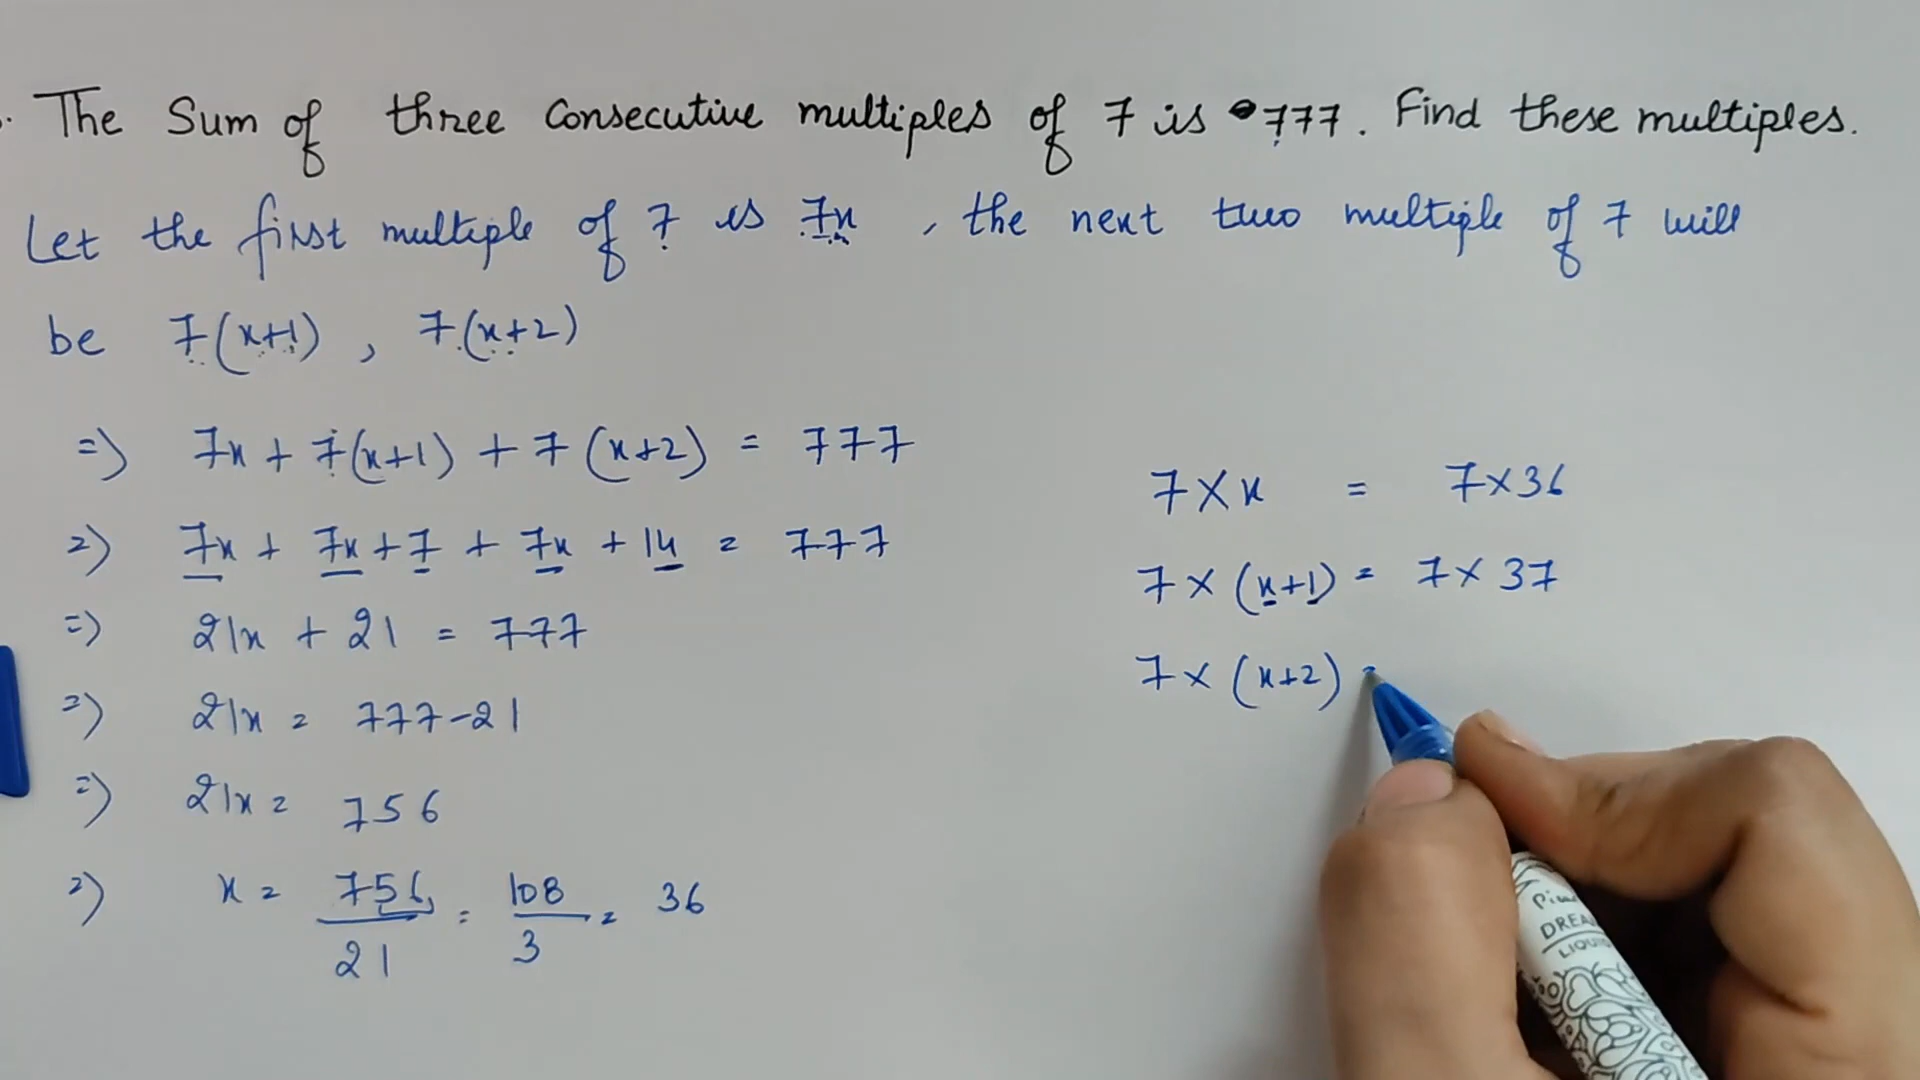 The Sum of three consecutive multiples of 7 is 777. Find these multiples.
Let the first multiple of 7 is 7x, the next two multiple of 7 will
be 7(x+1), 7(x+2)
=> 7x + 7(x+1) + 7(x+2) = 777
=> 7x + 7x + 7 + 7x + 14 = 777
=> 21x + 21 = 777
=> 21x = 777-21
=> 21x = 756
=> x = 756/21 = 108/3 = 36
7 × x = 7×36
7 × (x+1) = 7×37
7 × (x+2) =
DREA
LIQUI